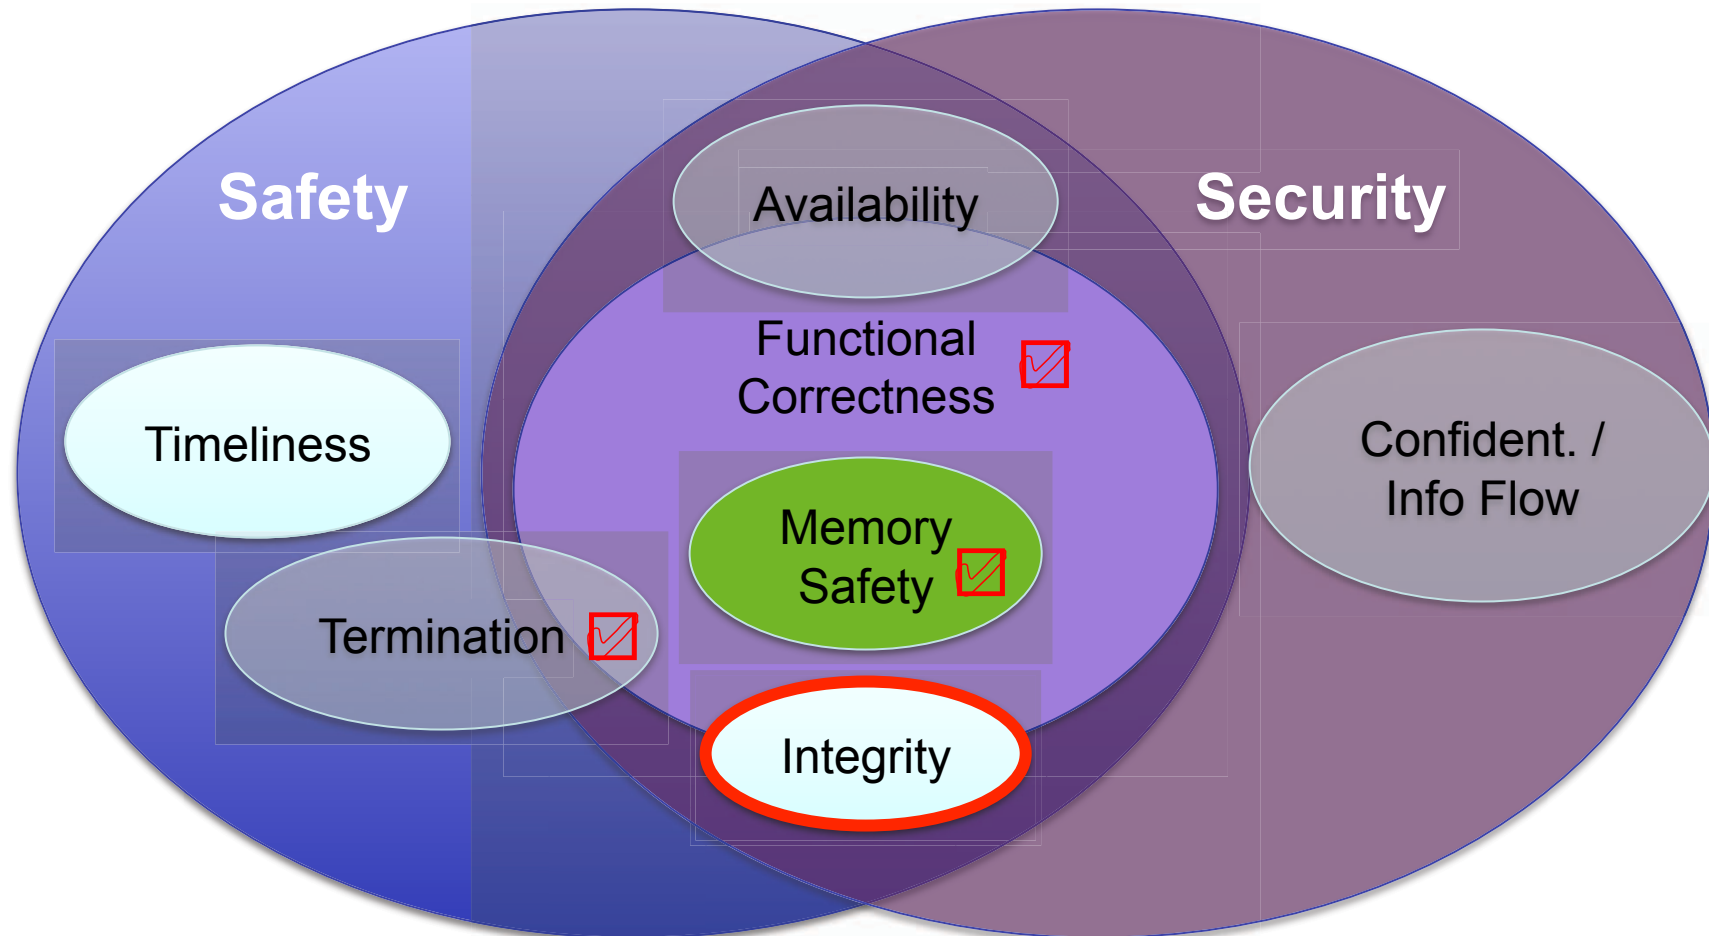 Safety
Security
Availability
Functional
Correctness
Timeliness
Confident. /
Info Flow
Memory
Safety
Termination
Integrity